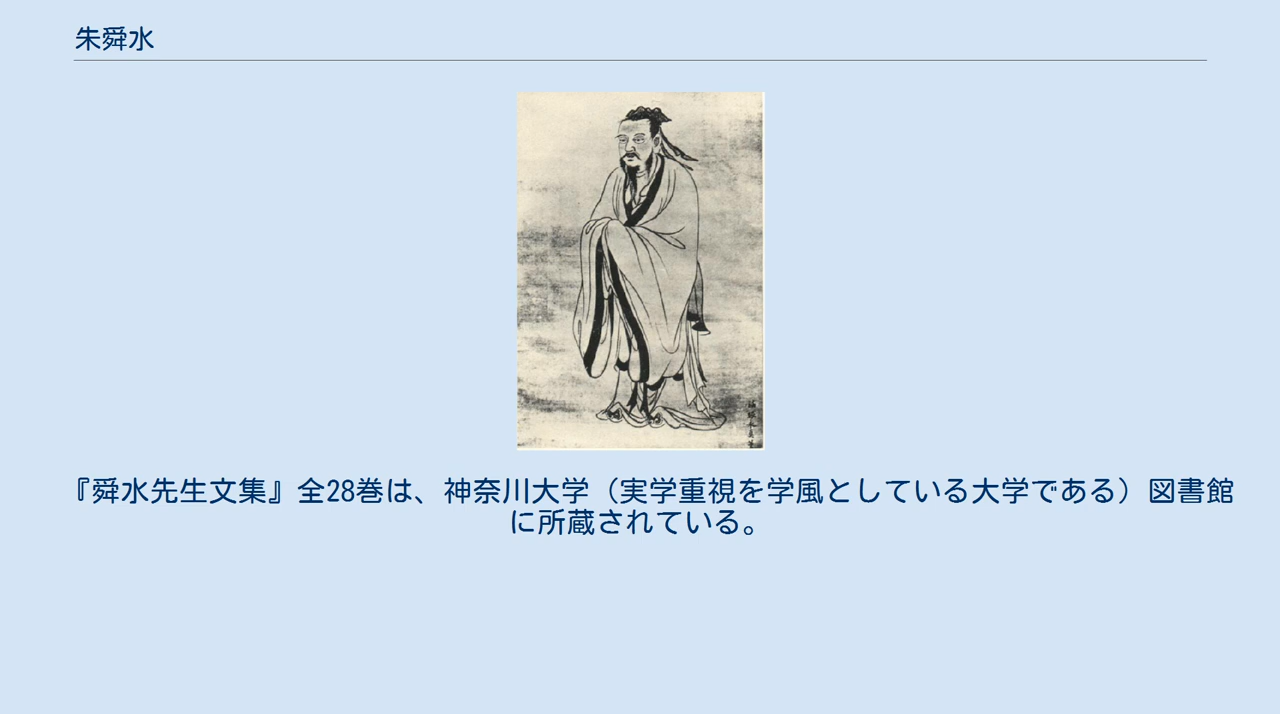 朱舜水
『舜水先生文集』全28巻は、神奈川大学（実学重視を学風としている大学である）図書館
に所蔵されている。